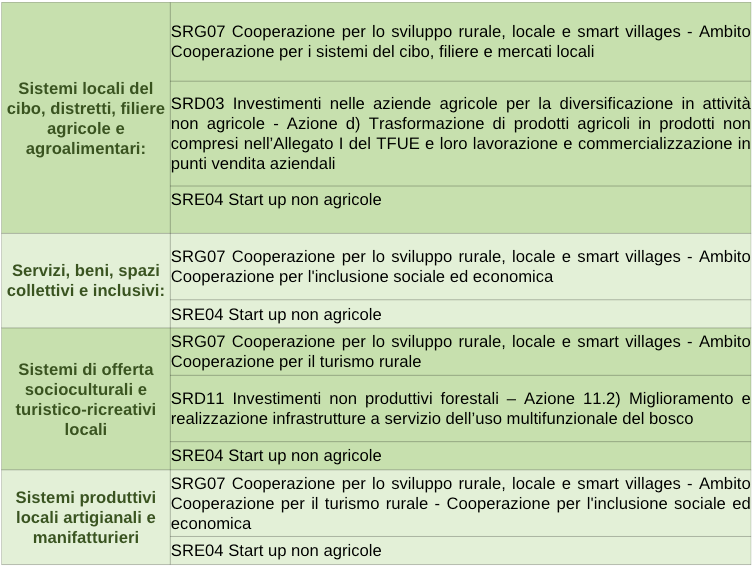 Sistemi locali del
cibo, distretti, filiere
agricole e
agroalimentari:
SRG07 Cooperazione per lo sviluppo rurale, locale e smart villages - Ambito
Cooperazione per i sistemi del cibo, filiere e mercati locali
SRD03 Investimenti nelle aziende agricole per la diversificazione in attività
non agricole - Azione d) Trasformazione di prodotti agricoli in prodotti non
compresi nell'Allegato I del TFUE e loro lavorazione e commercializzazione in
punti vendita aziendali
SRE04 Start up non agricole
Servizi, beni, spazi
collettivi e inclusivi:
SRG07 Cooperazione per lo sviluppo rurale, locale e smart villages - Ambito
Cooperazione per l'inclusione sociale ed economica
SRE04 Start up non agricole
Sistemi di offerta
socioculturali e
turistico-ricreativi
locali
SRG07 Cooperazione per lo sviluppo rurale, locale e smart villages - Ambito
Cooperazione per il turismo rurale
SRD11 Investimenti non produttivi forestali – Azione 11.2) Miglioramento e
realizzazione infrastrutture a servizio dell'uso multifunzionale del bosco
SRE04 Start up non agricole
Sistemi produttivi
locali artigianali e
manifatturieri
SRG07 Cooperazione per lo sviluppo rurale, locale e smart villages - Ambito
Cooperazione per il turismo rurale - Cooperazione per l'inclusione sociale ed
economica
SRE04 Start up non agricole